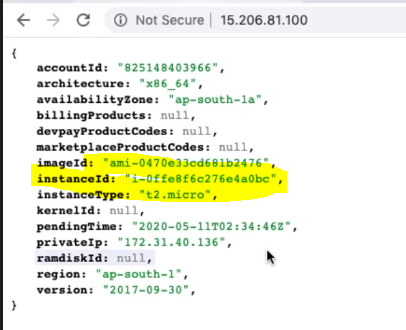 Not Secure | 15.206.81.100
{
accountId: "825148403966",
architecture: "x86_64",
availabilityZone: "ap-south-1a",
billingProducts: null,
devpayProductCodes: null,
marketplaceProductCodes: null,
imageId: "ami-0470e33cd681b2476",
instanceId: "i-0ffe8f6c276e4a0bc",
instanceType: "t2.micro",
kernelId: null,
pendingTime: "2020-05-11T02:34:46Z",
privateIp: "172.31.40.136",
ramdiskId: null,
region: "ap-south-1",
version: "2017-09-30",
}